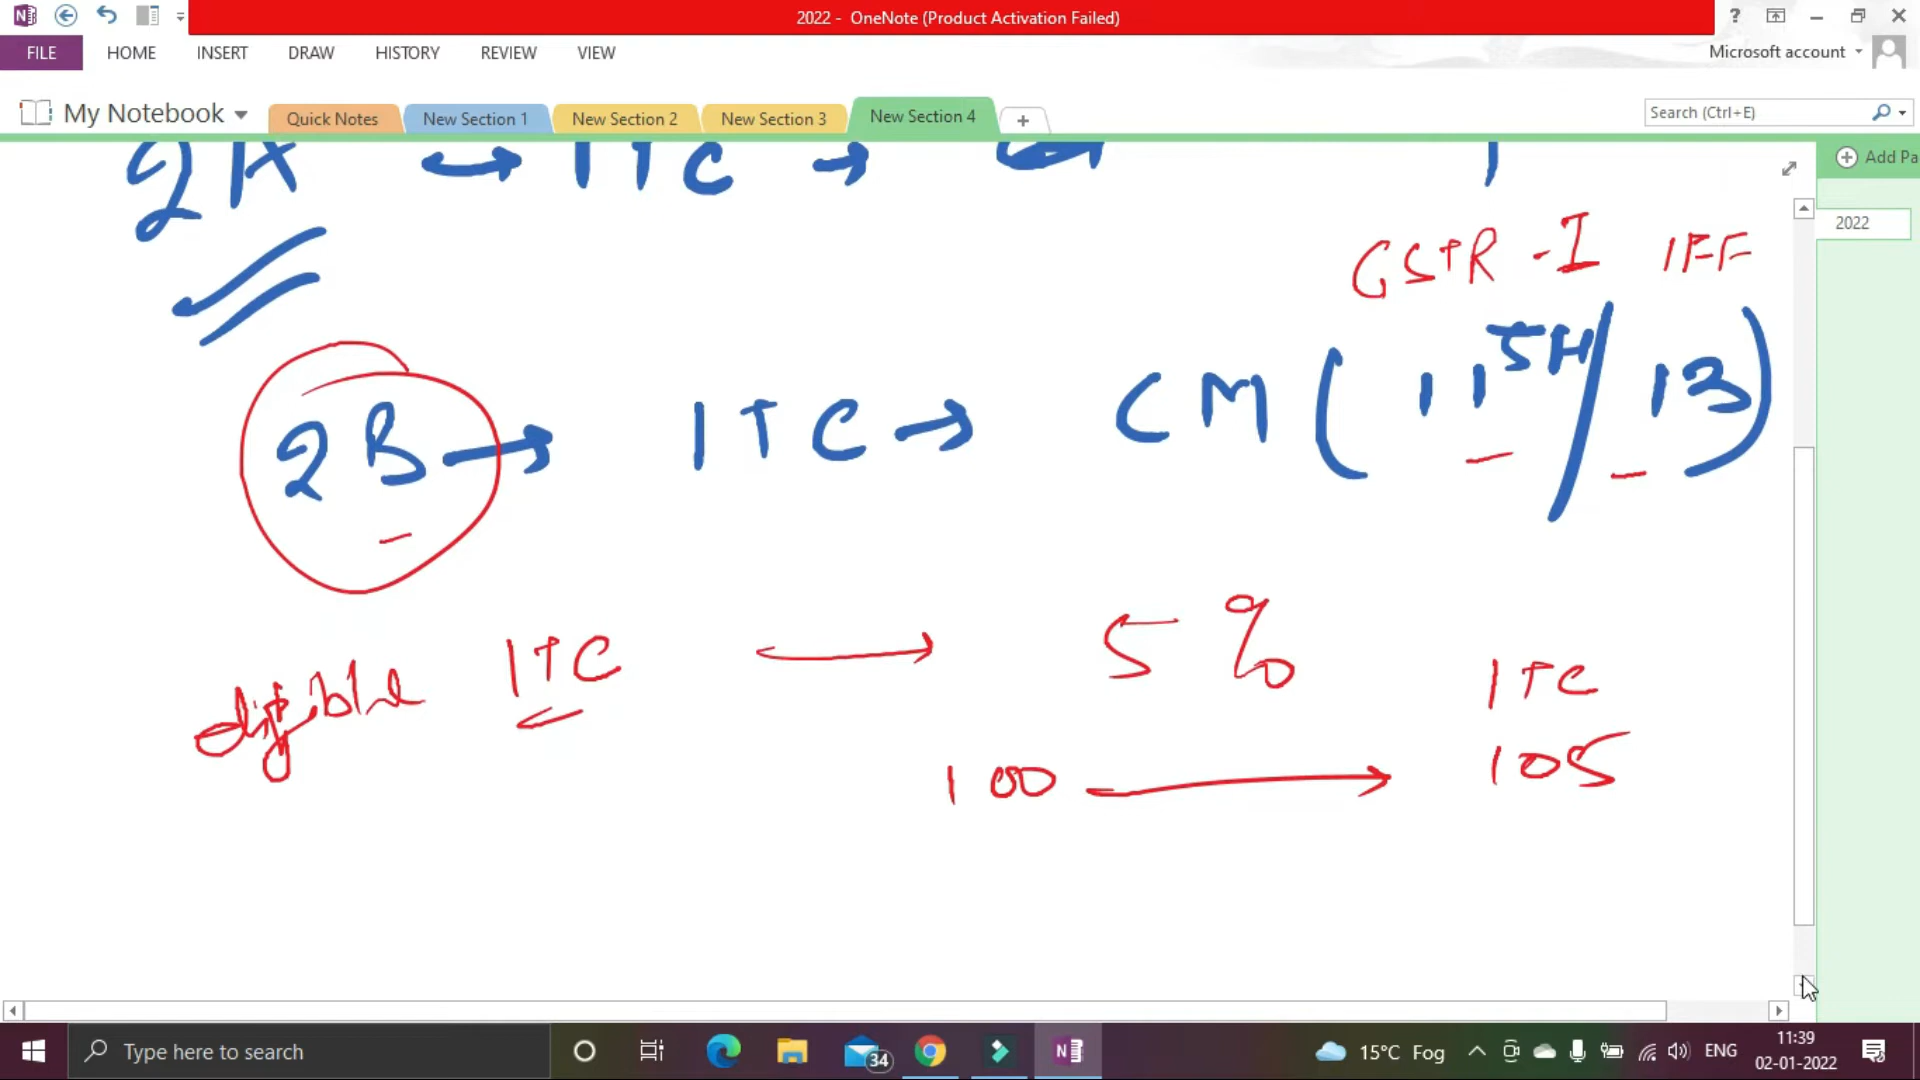 2022 - OneNote (Product Activation Failed)
?
FILE HOME INSERT DRAW HISTORY REVIEW VIEW
Microsoft account
My Notebook
Quick Notes New Section 1 New Section 2 New Section 3 New Section 4 +
Search (Ctrl+E)
Add Pa
2022
2A ITC
GSTR-I IFF
2B ITC CM (11 5H/13)
eligible ITC 5%
ITC
100 105
Type here to search
34
15°C Fog
ENG
11:39
02-01-2022